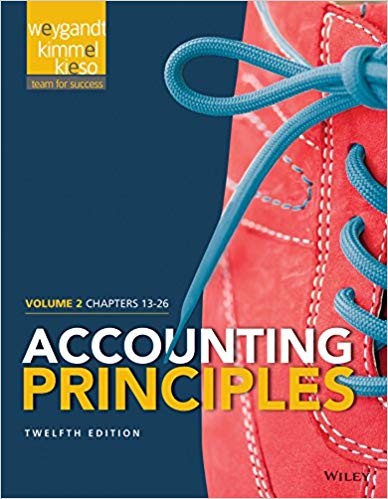 weygandt
kimmel
kieso
team for success
VOLUME 2 CHAPTERS 13-26
ACCOUNTING
PRINCIPLES
TWELFTH EDITION
WILEY